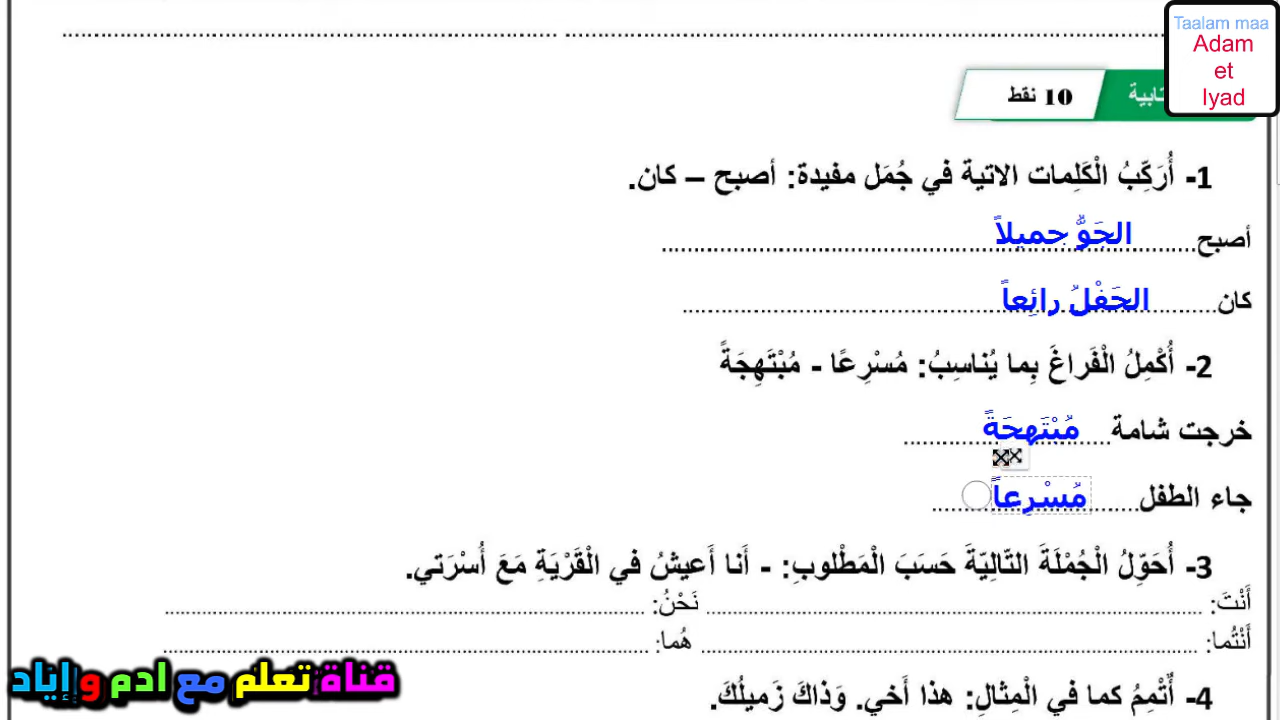 Taalam maa
Adam
et
Iyad
10 نقط
1- أُرَكِّبُ الْكَلِمات الاتية في جُمَل مفيدة: أصبح – كان.
أصبح الجَوُّ جميلاً
كان الحَفْلُ رائِعاً
2- أُكْمِلُ الْفَراغَ بِما يُناسِبُ: مُسْرِعًا - مُبْتَهِجَةً
خرجت شامة مُبْتَهِجَةً
جاء الطفل مُسْرِعاً
3- أُحَوِّلُ الْجُمْلَةَ التّالِيّةَ حَسَبَ الْمَطْلوبِ: - أَنا أَعيشُ في الْقَرْيَةِ مَعَ أُسْرَتي.
أَنْتَ: نَحْنُ:
أَنْتُما: هُما:
4- أُتْمِمُ كما في الْمِثالِ: هذا أَخي. وَذاكَ زَميلُكَ.
قناة تعلم مع ادم و إياد